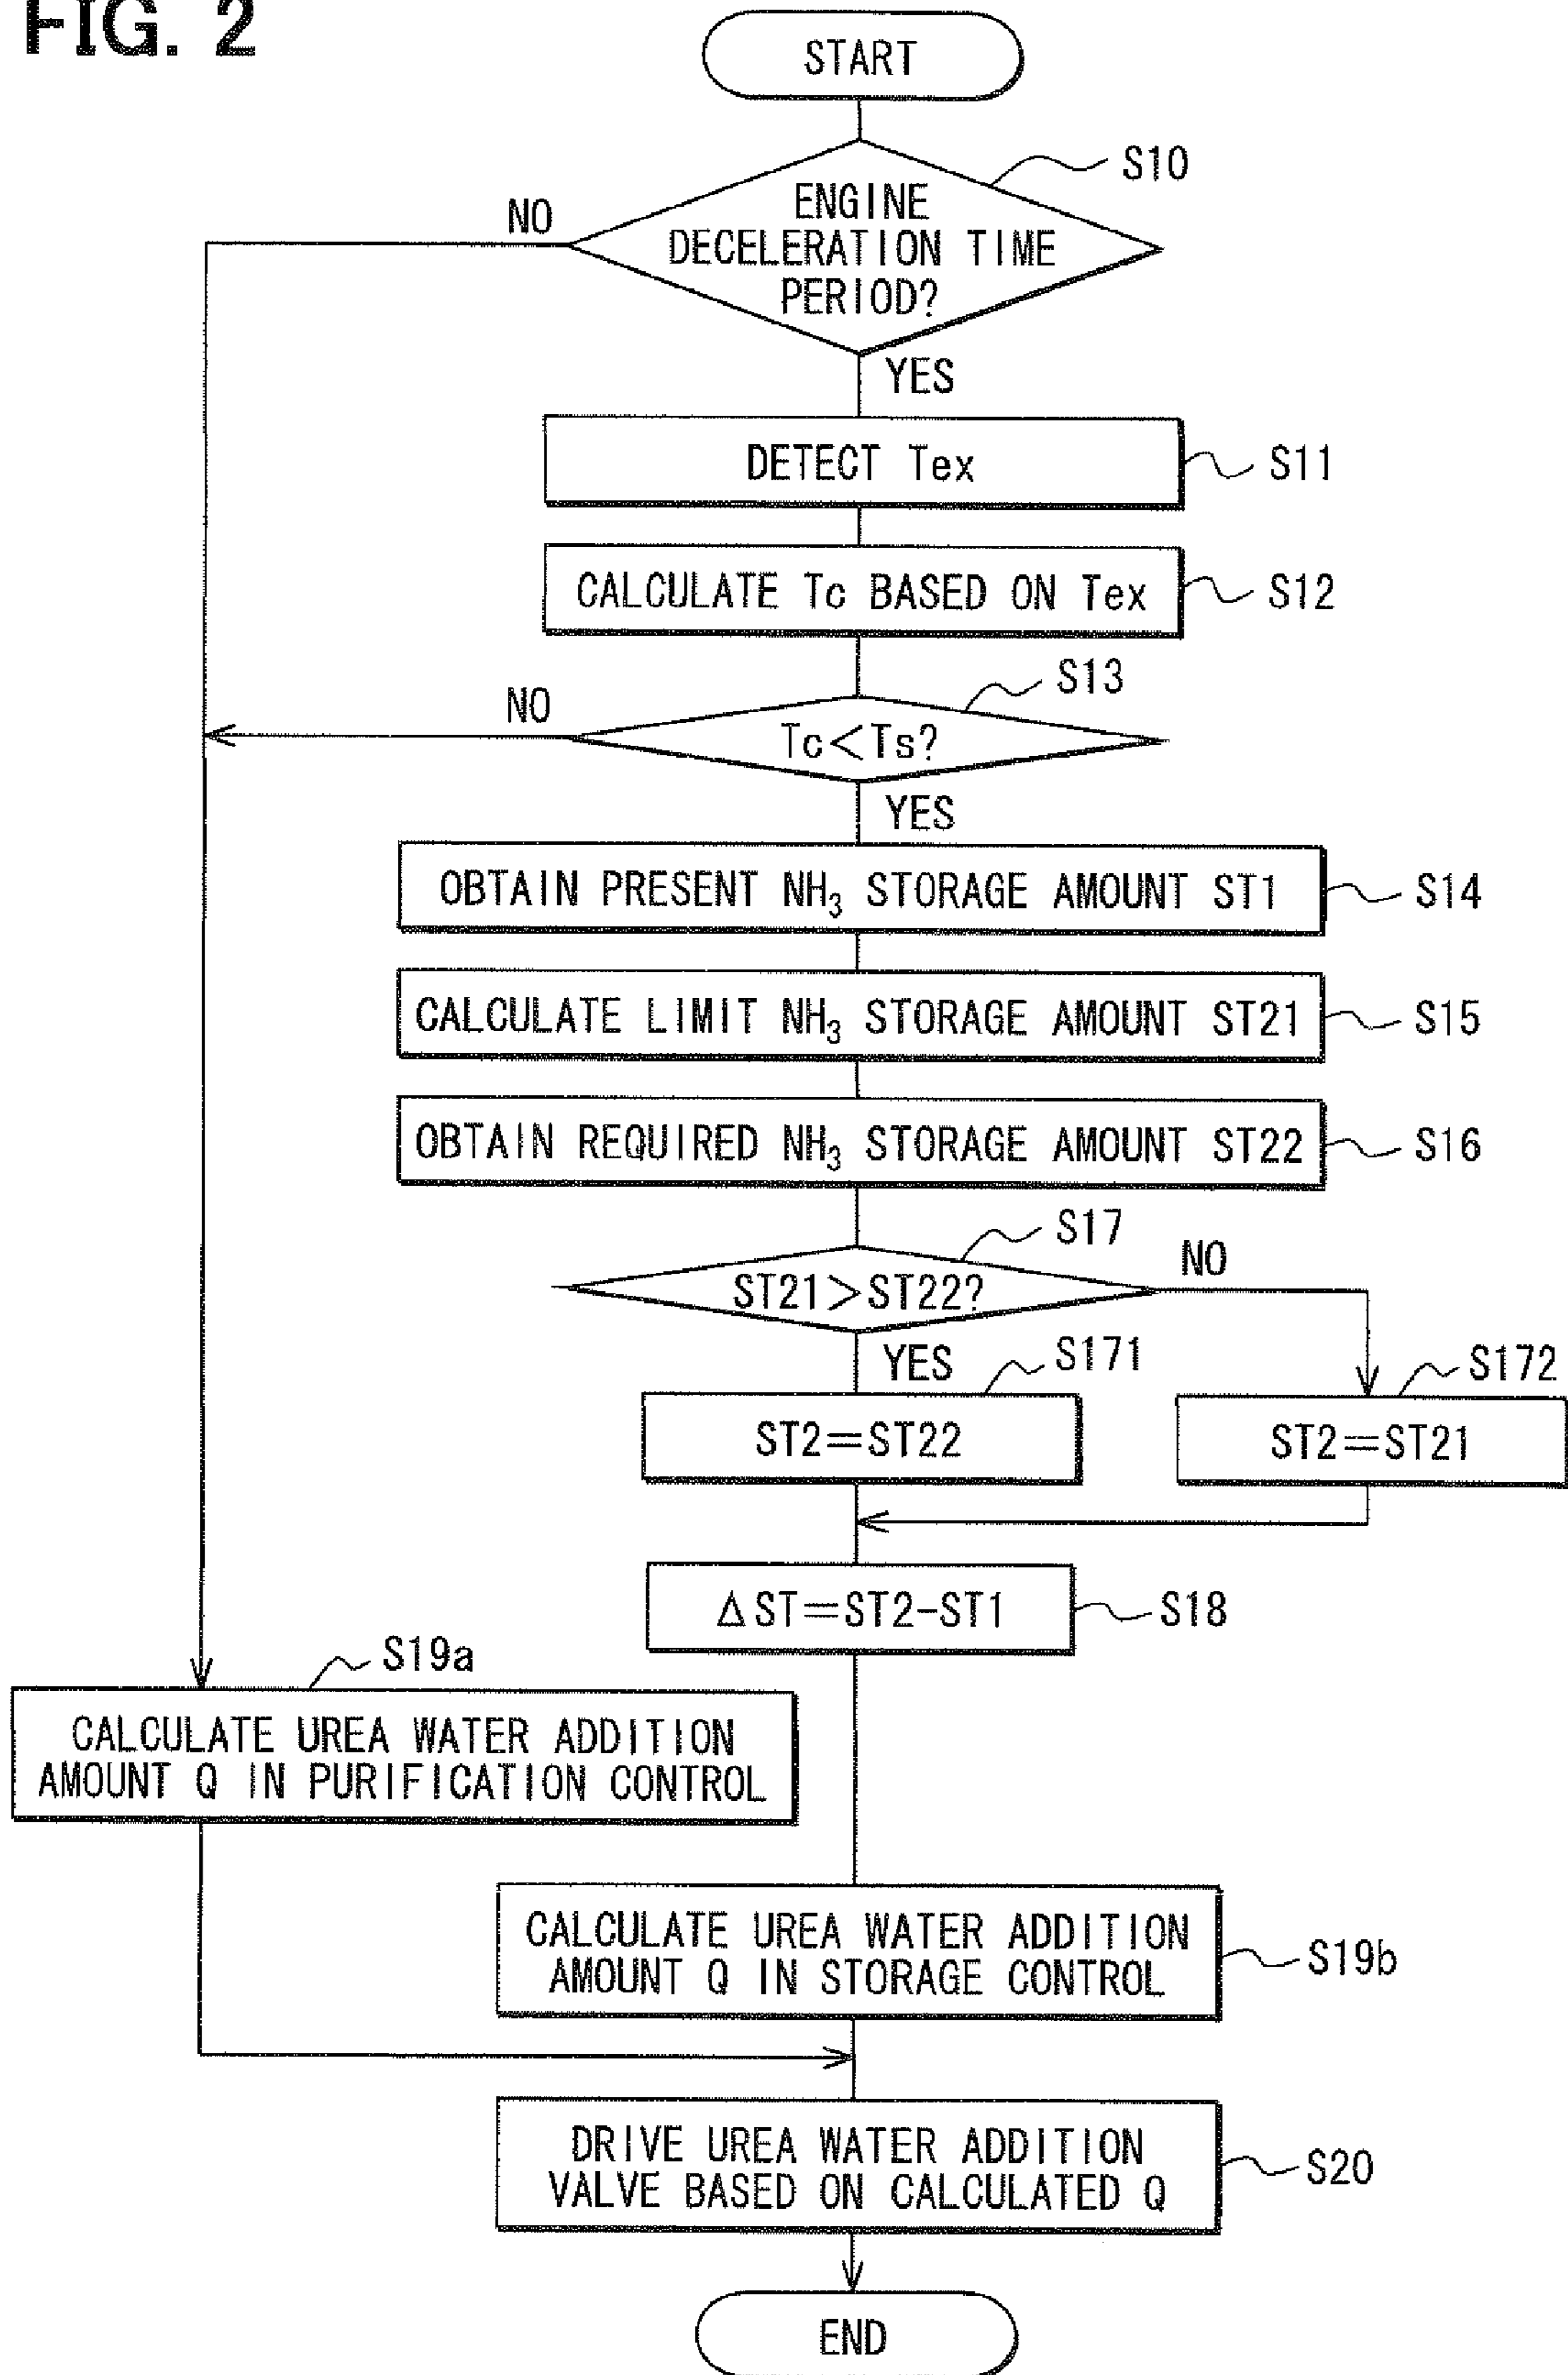 FIG. 2
START
S10
NO
ENGINE
DECELERATION TIME
PERIOD?
YES
DETECT Tex
S11
CALCULATE Tc BASED ON Tex
S12
S13
NO
Tc<Ts?
YES
OBTAIN PRESENT NH₃ STORAGE AMOUNT ST1
S14
CALCULATE LIMIT NH₃ STORAGE AMOUNT ST21
S15
OBTAIN REQUIRED NH₃ STORAGE AMOUNT ST22
S16
S17
NO
ST21>ST22?
YES
S171
S172
ST2=ST22
ST2=ST21
ΔST=ST2-ST1
S18
S19a
CALCULATE UREA WATER ADDITION
AMOUNT Q IN PURIFICATION CONTROL
CALCULATE UREA WATER ADDITION
AMOUNT Q IN STORAGE CONTROL
S19b
DRIVE UREA WATER ADDITION
VALVE BASED ON CALCULATED Q
S20
END